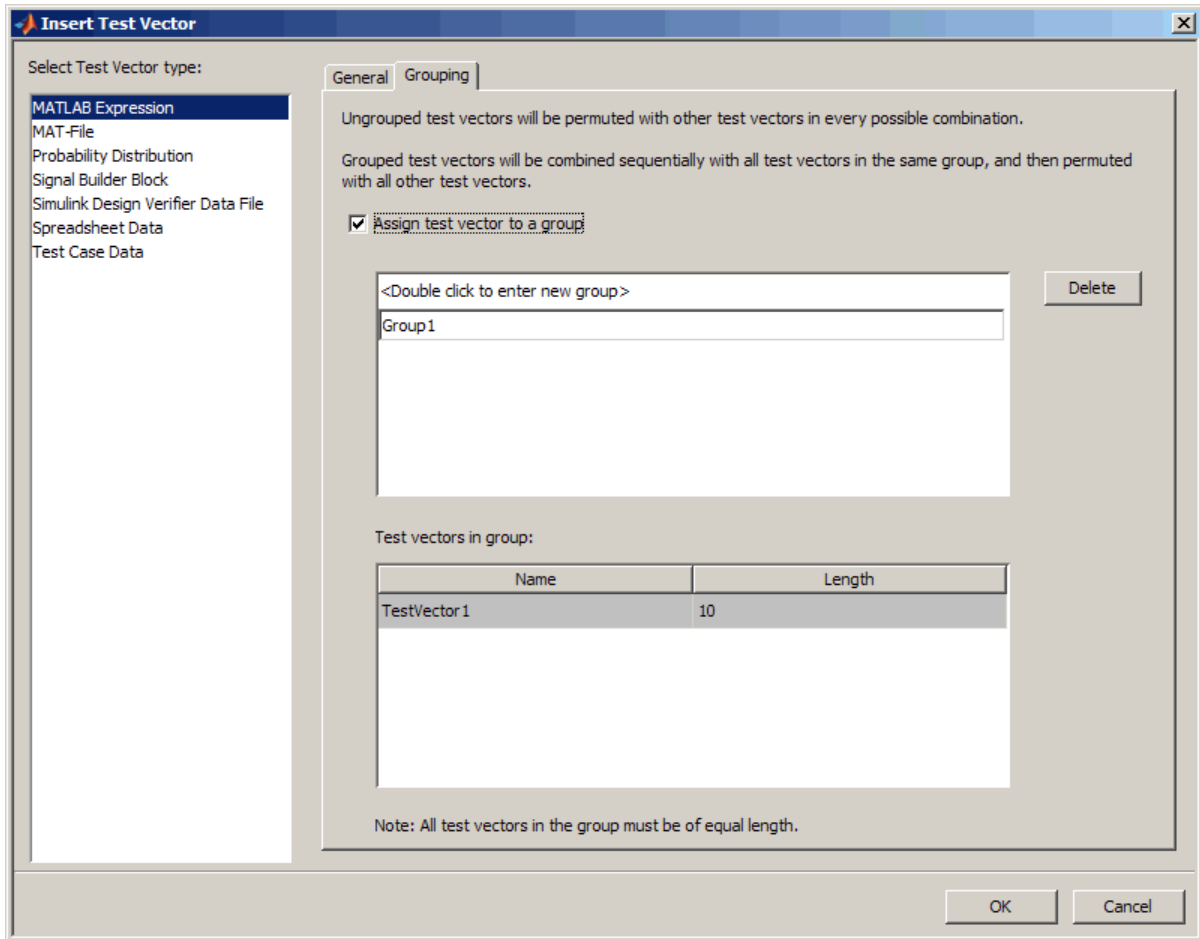 Insert Test Vector
Select Test Vector type:
MATLAB Expression
MAT-File
Probability Distribution
Signal Builder Block
Simulink Design Verifier Data File
Spreadsheet Data
Test Case Data
General
Grouping
Ungrouped test vectors will be permuted with other test vectors in every possible combination.
Grouped test vectors will be combined sequentially with all test vectors in the same group, and then permuted
with all other test vectors.
Assign test vector to a group
<Double click to enter new group>
Group1
Delete
Test vectors in group:
Name Length
TestVector1 10
Note: All test vectors in the group must be of equal length.
OK Cancel